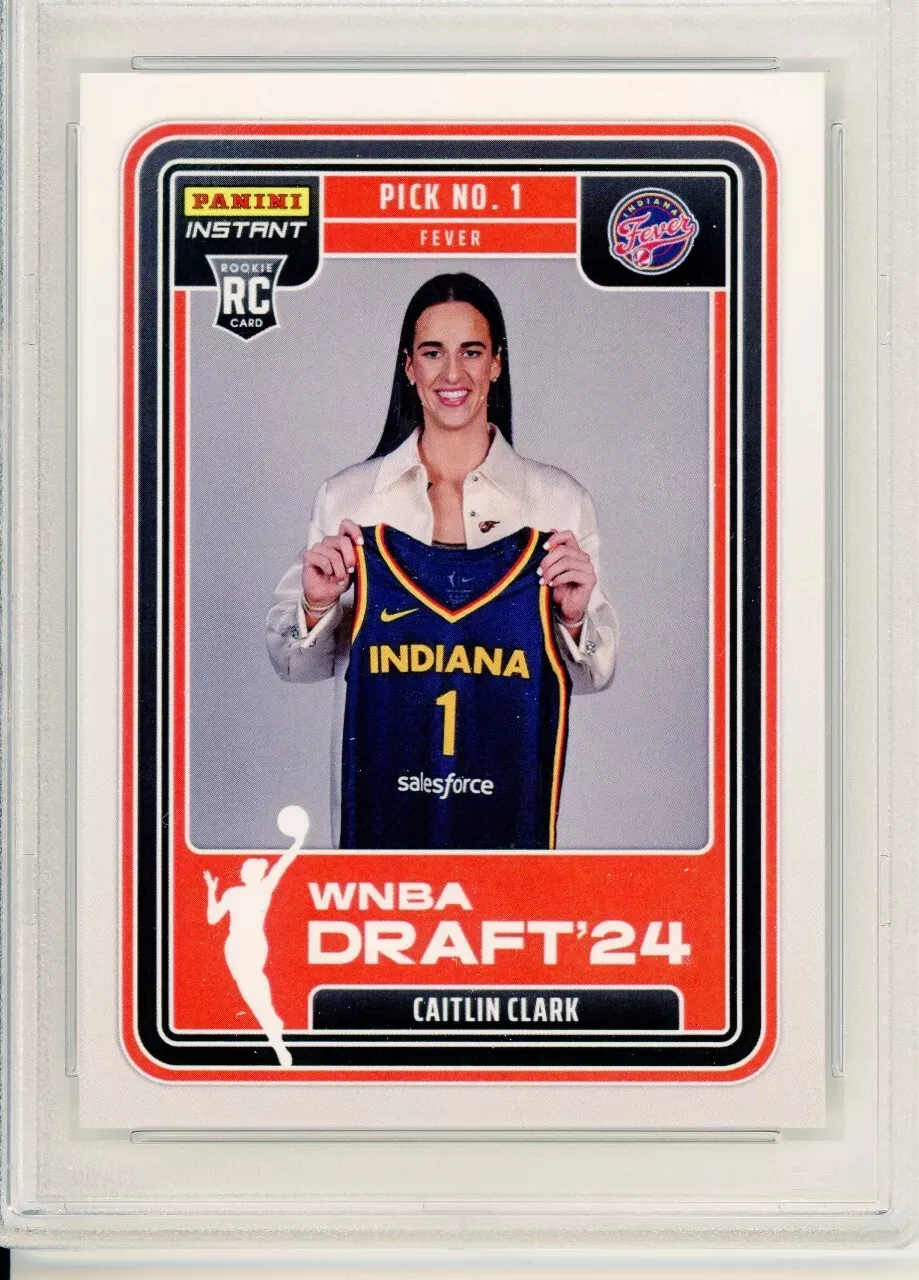 PANINI
INSTANT
PICK NO. 1
FEVER
INDIANA
Fever
ROOKIE
RC
CARD
INDIANA
1
salesforce
WNBA
DRAFT'24
CAITLIN CLARK